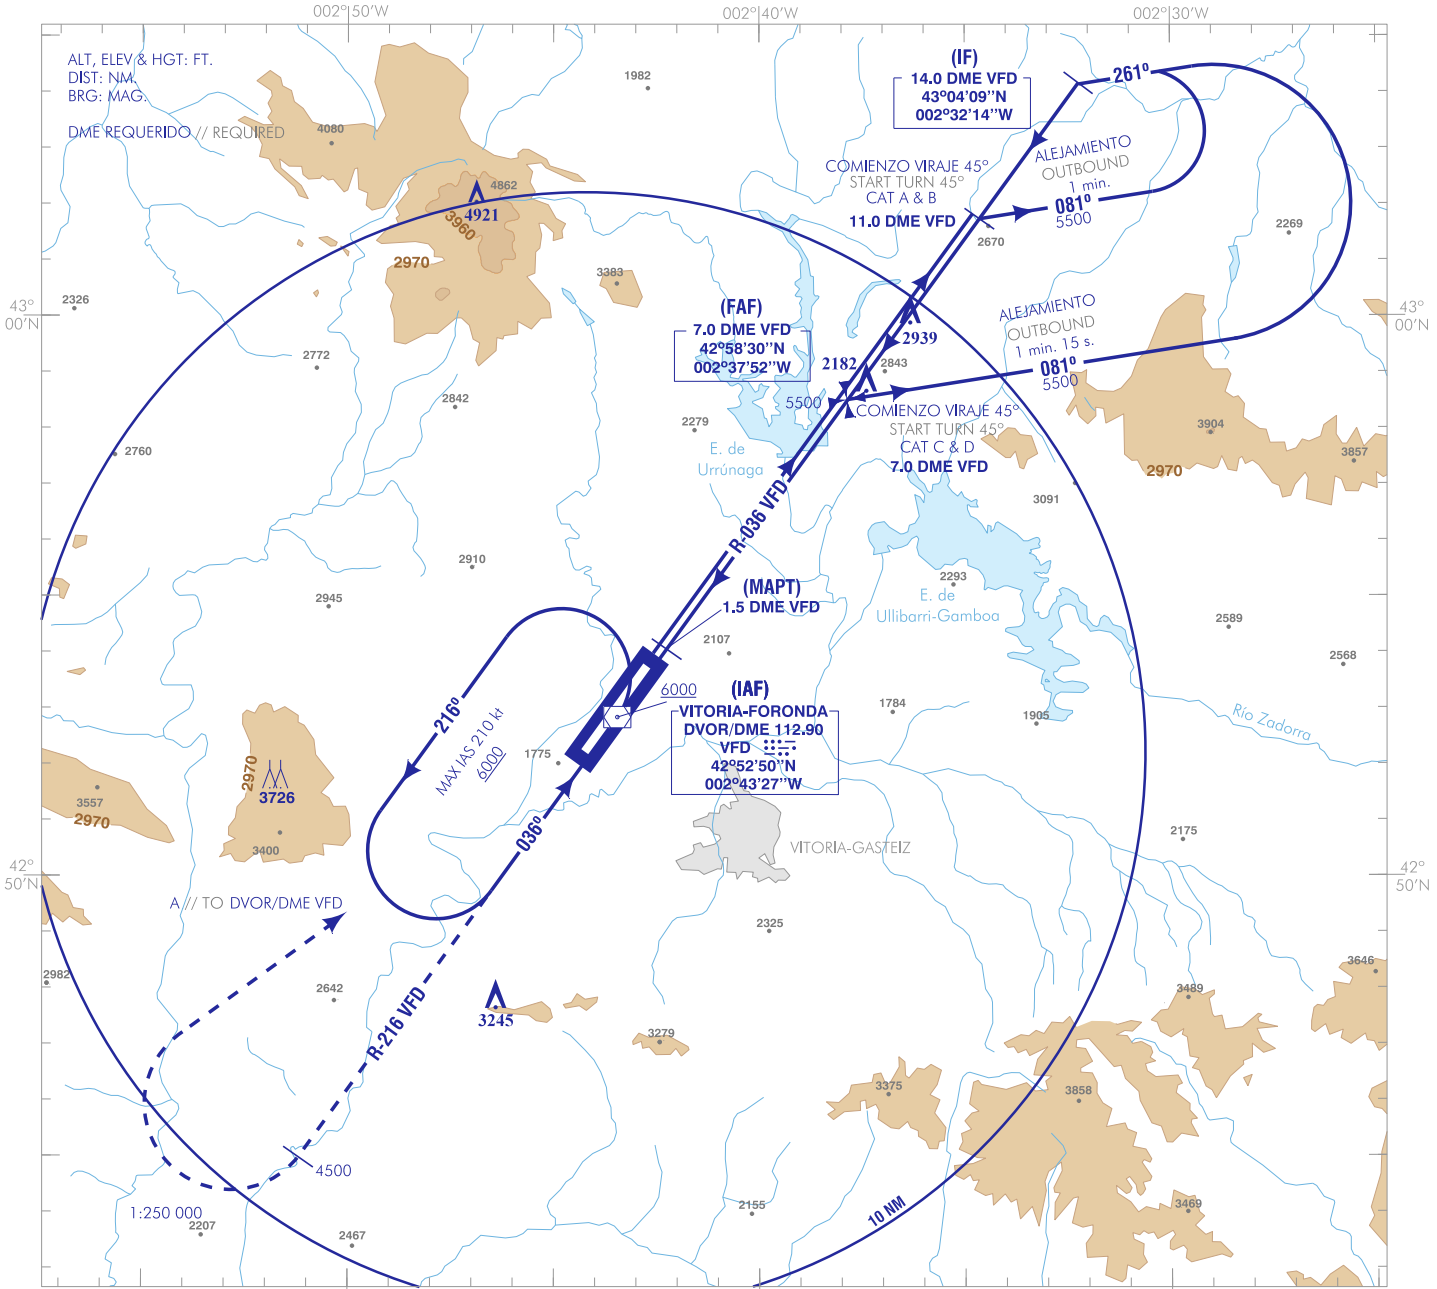 002°50'W
002°40'W
002°30'W
ALT, ELEV & HGT: FT.
DIST: NM.
BRG: MAG.
DME REQUERIDO // REQUIRED
(IF)
14.0 DME VFD
43°04'09''N
002°32'14''W
261º
1982
4080
4862
4921
3960
2970
3383
COMIENZO VIRAJE 45º
START TURN 45º
CAT A & B
11.0 DME VFD
ALEJAMIENTO
OUTBOUND
1 min.
081º
5500
2670
2269
43°
00'N
2326
2772
2842
2760
(FAF)
7.0 DME VFD
42°58'30''N
002°37'52''W
2939
2182
2843
5500
ALEJAMIENTO
OUTBOUND
1 min. 15 s.
081º
5500
43°
00'N
COMIENZO VIRAJE 45º
START TURN 45º
CAT C & D
7.0 DME VFD
2279
E. de
Urrúnaga
3904
3857
2970
3091
R-036 VFD
2910
2945
(MAPT)
1.5 DME VFD
2107
2293
E. de
Ullibarri-Gamboa
2589
2568
216º
MAX IAS 210 kt
6000
6000
(IAF)
VITORIA-FORONDA
DVOR/DME 112.90
VFD
42°52'50''N
002°43'27''W
1784
1905
Río Zadorra
1775
2970
3726
3557
2970
3400
036º
VITORIA-GASTEIZ
2175
42°
50'N
42°
50'N
A // TO DVOR/DME VFD
2325
2982
2642
R-216 VFD
3245
3279
3646
3489
3375
3858
4500
1:250 000
2207
2467
2155
10 NM
3469